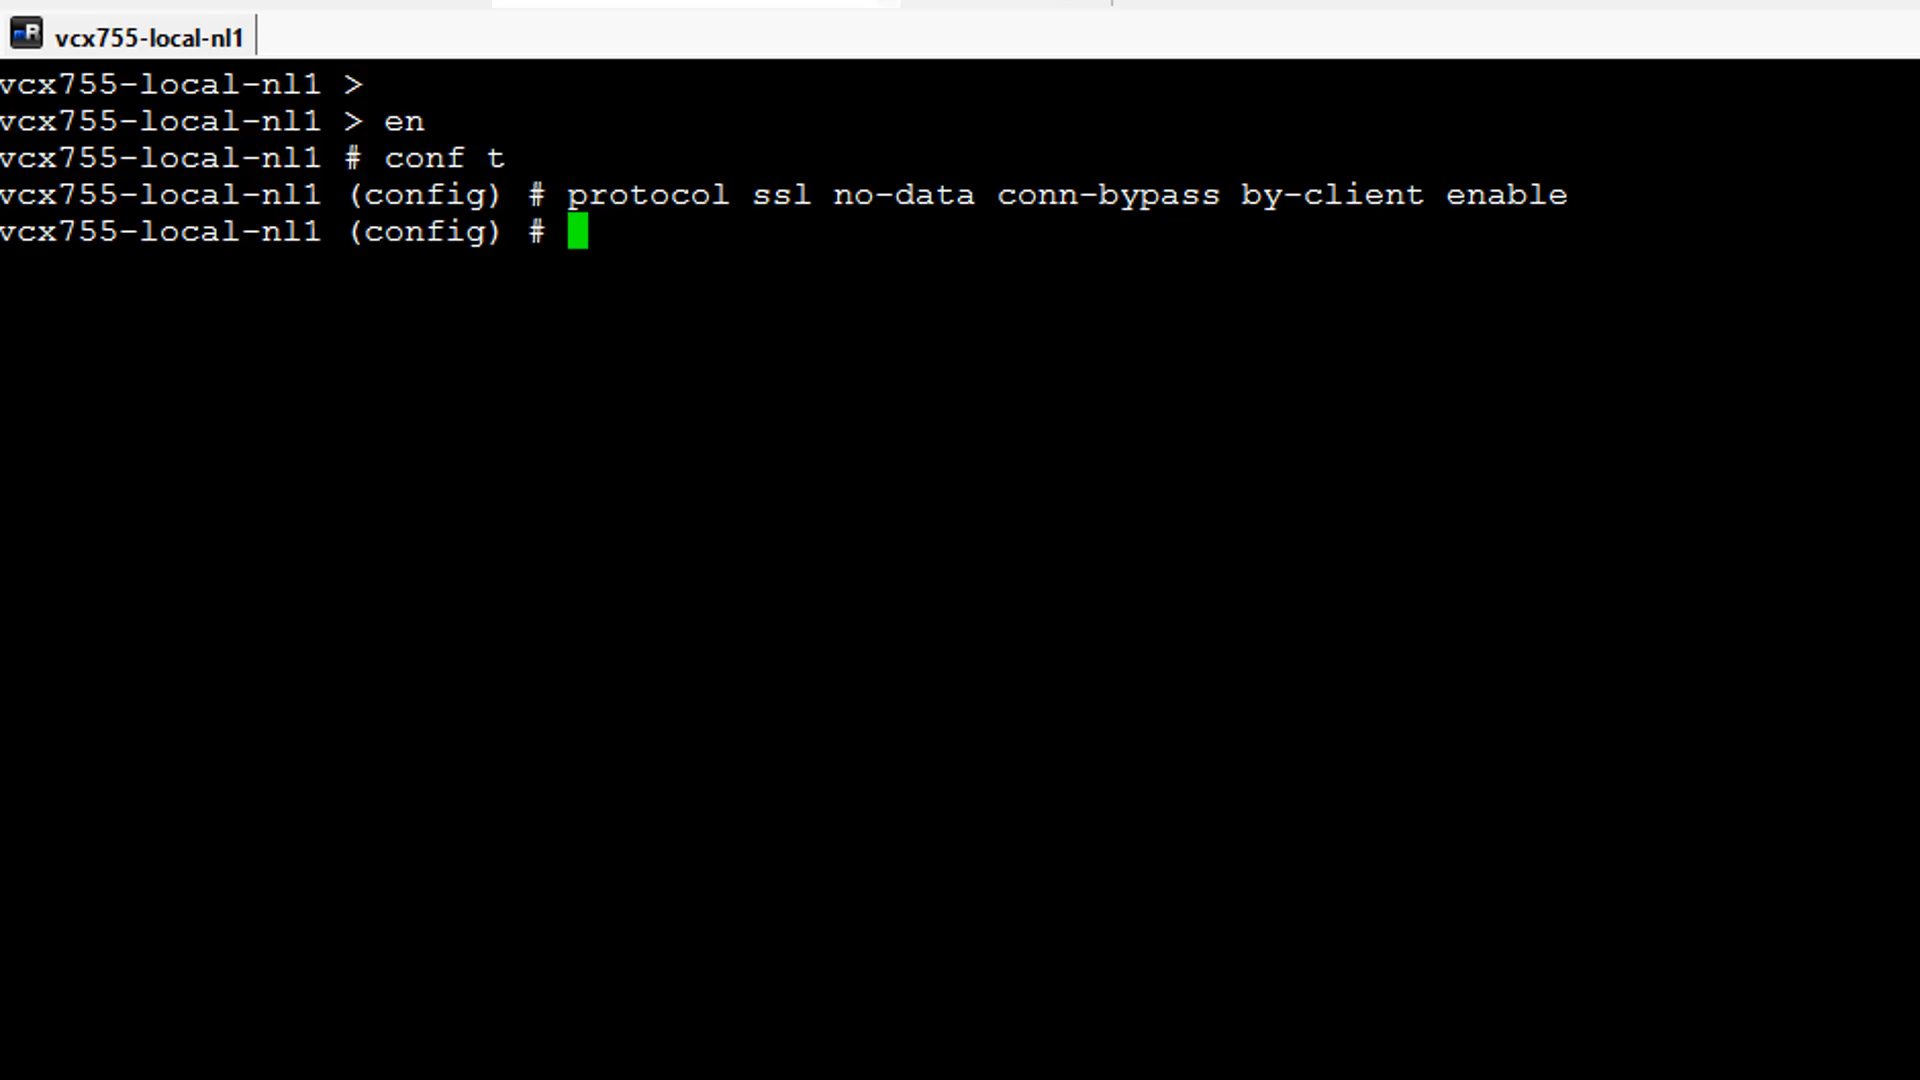 vcx755-local-nl1
vcx755-local-nl1 >
vcx755-local-nl1 > en
vcx755-local-nl1 # conf t
vcx755-local-nl1 (config) # protocol ssl no-data conn-bypass by-client enable
vcx755-local-nl1 (config) #